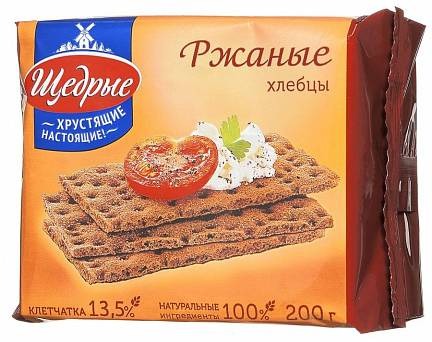 Щедрые
ХРУСТЯЩИЕ
НАСТОЯЩИЕ!
Ржаные
хлебцы
КЛЕТЧАТКА 13,5%
НАТУРАЛЬНЫЕ
ингредиенты 100%
200 г